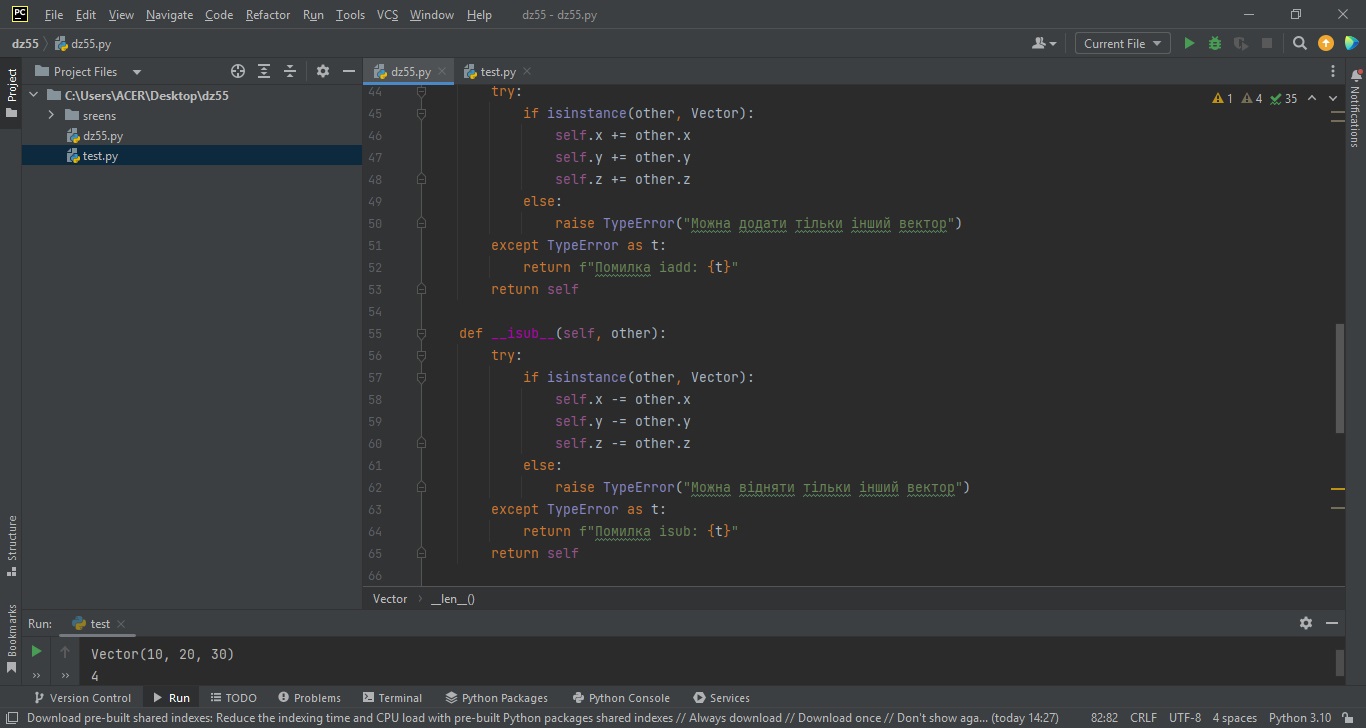 PC File Edit View Navigate Code Refactor Run Tools VCS Window Help dz55 - dz55.py
dz55 dz55.py Current File
Project Files dz55.py test.py
C:\Users\ACER\Desktop\dz55
sreens
dz55.py
test.py
Project
Structure
Bookmarks
1 4 35
44 try:
45 if isinstance(other, Vector):
46 self.x += other.x
47 self.y += other.y
48 self.z += other.z
49 else:
50 raise TypeError("Можна додати тільки інший вектор")
51 except TypeError as t:
52 return f"Помилка iadd: {t}"
53 return self
54
55 def __isub__(self, other):
56 try:
57 if isinstance(other, Vector):
58 self.x -= other.x
59 self.y -= other.y
60 self.z -= other.z
61 else:
62 raise TypeError("Можна відняти тільки інший вектор")
63 except TypeError as t:
64 return f"Помилка isub: {t}"
65 return self
66
Notifications
Vector › __len__()
Run: test
Vector(10, 20, 30)
4
Version Control Run TODO Problems Terminal Python Packages Python Console Services
Download pre-built shared indexes: Reduce the indexing time and CPU load with pre-built Python packages shared indexes // Always download // Download once // Don't show aga... (today 14:27) 82:82 CRLF UTF-8 4 spaces Python 3.10